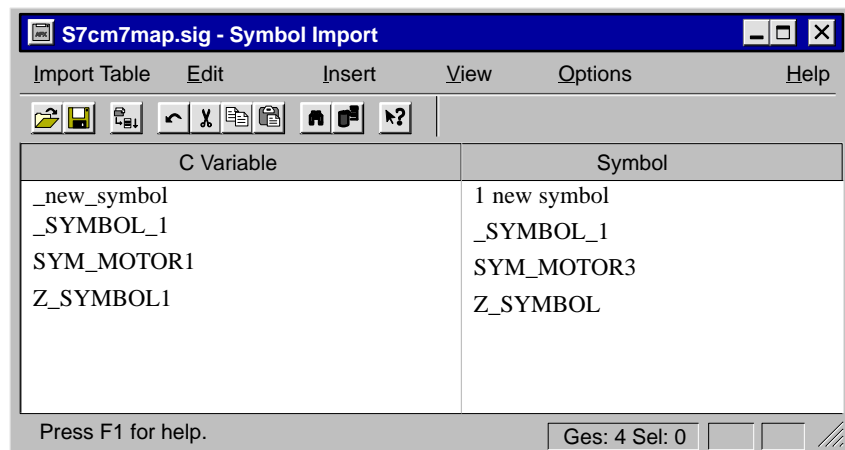 S7cm7map.sig - Symbol Import
Import Table Edit Insert View Options Help
C Variable Symbol
_new_symbol 1 new symbol
_SYMBOL_1 _SYMBOL_1
SYM_MOTOR1 SYM_MOTOR3
Z_SYMBOL1 Z_SYMBOL
Press F1 for help. Ges: 4 Sel: 0